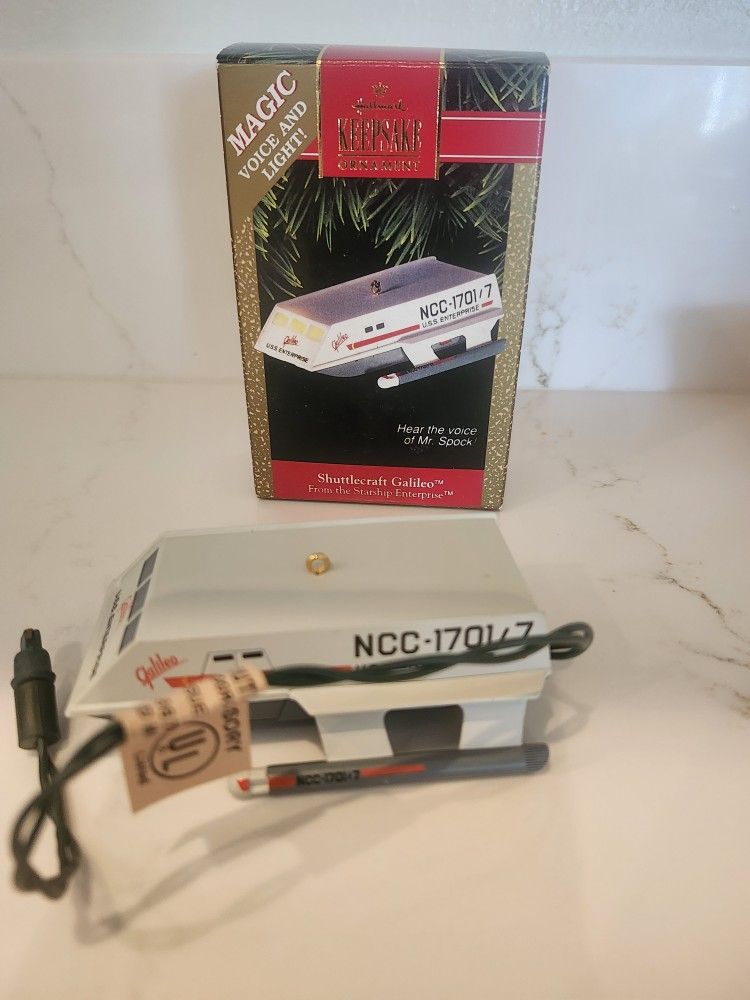 MAGIC
VOICE AND
LIGHT!
Hallmark
KEEPSAKE
ORNAMENT
NCC-1701/7
U.S.S. ENTERPRISE
Galileo
U.S.S. ENTERPRISE
Hear the voice
of Mr. Spock!
Shuttlecraft Galileo™
From the Starship Enterprise™
NCC-1701/7
Galileo
UL
NCC-1701/7